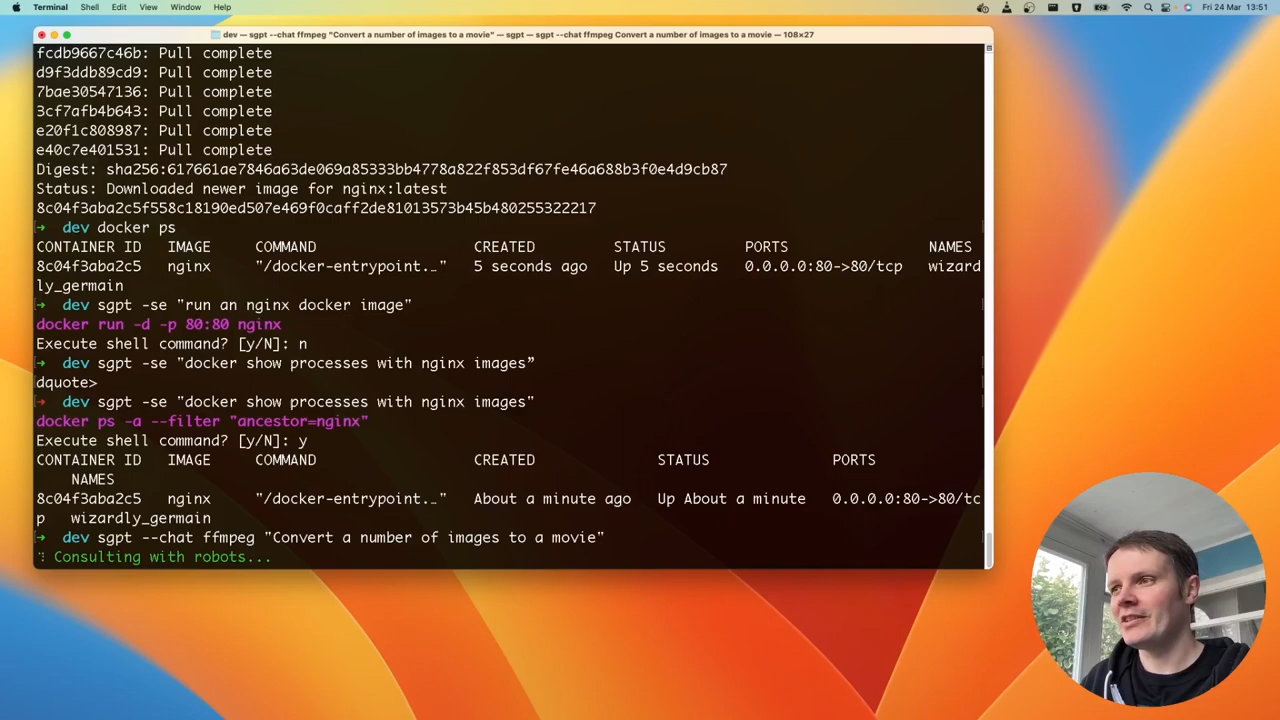 Terminal Shell Edit View Window Help Fri 24 Mar 13:51
dev — sgpt --chat ffmpeg "Convert a number of images to a movie" — sgpt — sgpt --chat ffmpeg Convert a number of images to a movie — 108×27
fcdb9667c46b: Pull complete
d9f3ddb89cd9: Pull complete
7bae30547136: Pull complete
3cf7afb4b643: Pull complete
e20f1c808987: Pull complete
e40c7e401531: Pull complete
Digest: sha256:617661ae7846a63de069a85333bb4778a822f853df67fe46a688b3f0e4d9cb87
Status: Downloaded newer image for nginx:latest
8c04f3aba2c5f558c18190ed507e469f0caff2de81013573b45b480255322217
➜ dev docker ps
CONTAINER ID IMAGE COMMAND CREATED STATUS PORTS NAMES
8c04f3aba2c5 nginx "/docker-entrypoint.…" 5 seconds ago Up 5 seconds 0.0.0.0:80->80/tcp wizard
ly_germain
➜ dev sgpt -se "run an nginx docker image"
docker run -d -p 80:80 nginx
Execute shell command? [y/N]: n
➜ dev sgpt -se "docker show processes with nginx images”
dquote>
➜ dev sgpt -se "docker show processes with nginx images"
docker ps -a --filter "ancestor=nginx"
Execute shell command? [y/N]: y
CONTAINER ID IMAGE COMMAND CREATED STATUS PORTS
NAMES
8c04f3aba2c5 nginx "/docker-entrypoint.…" About a minute ago Up About a minute 0.0.0.0:80->80/tc
p wizardly_germain
➜ dev sgpt --chat ffmpeg "Convert a number of images to a movie"
⠹ Consulting with robots...